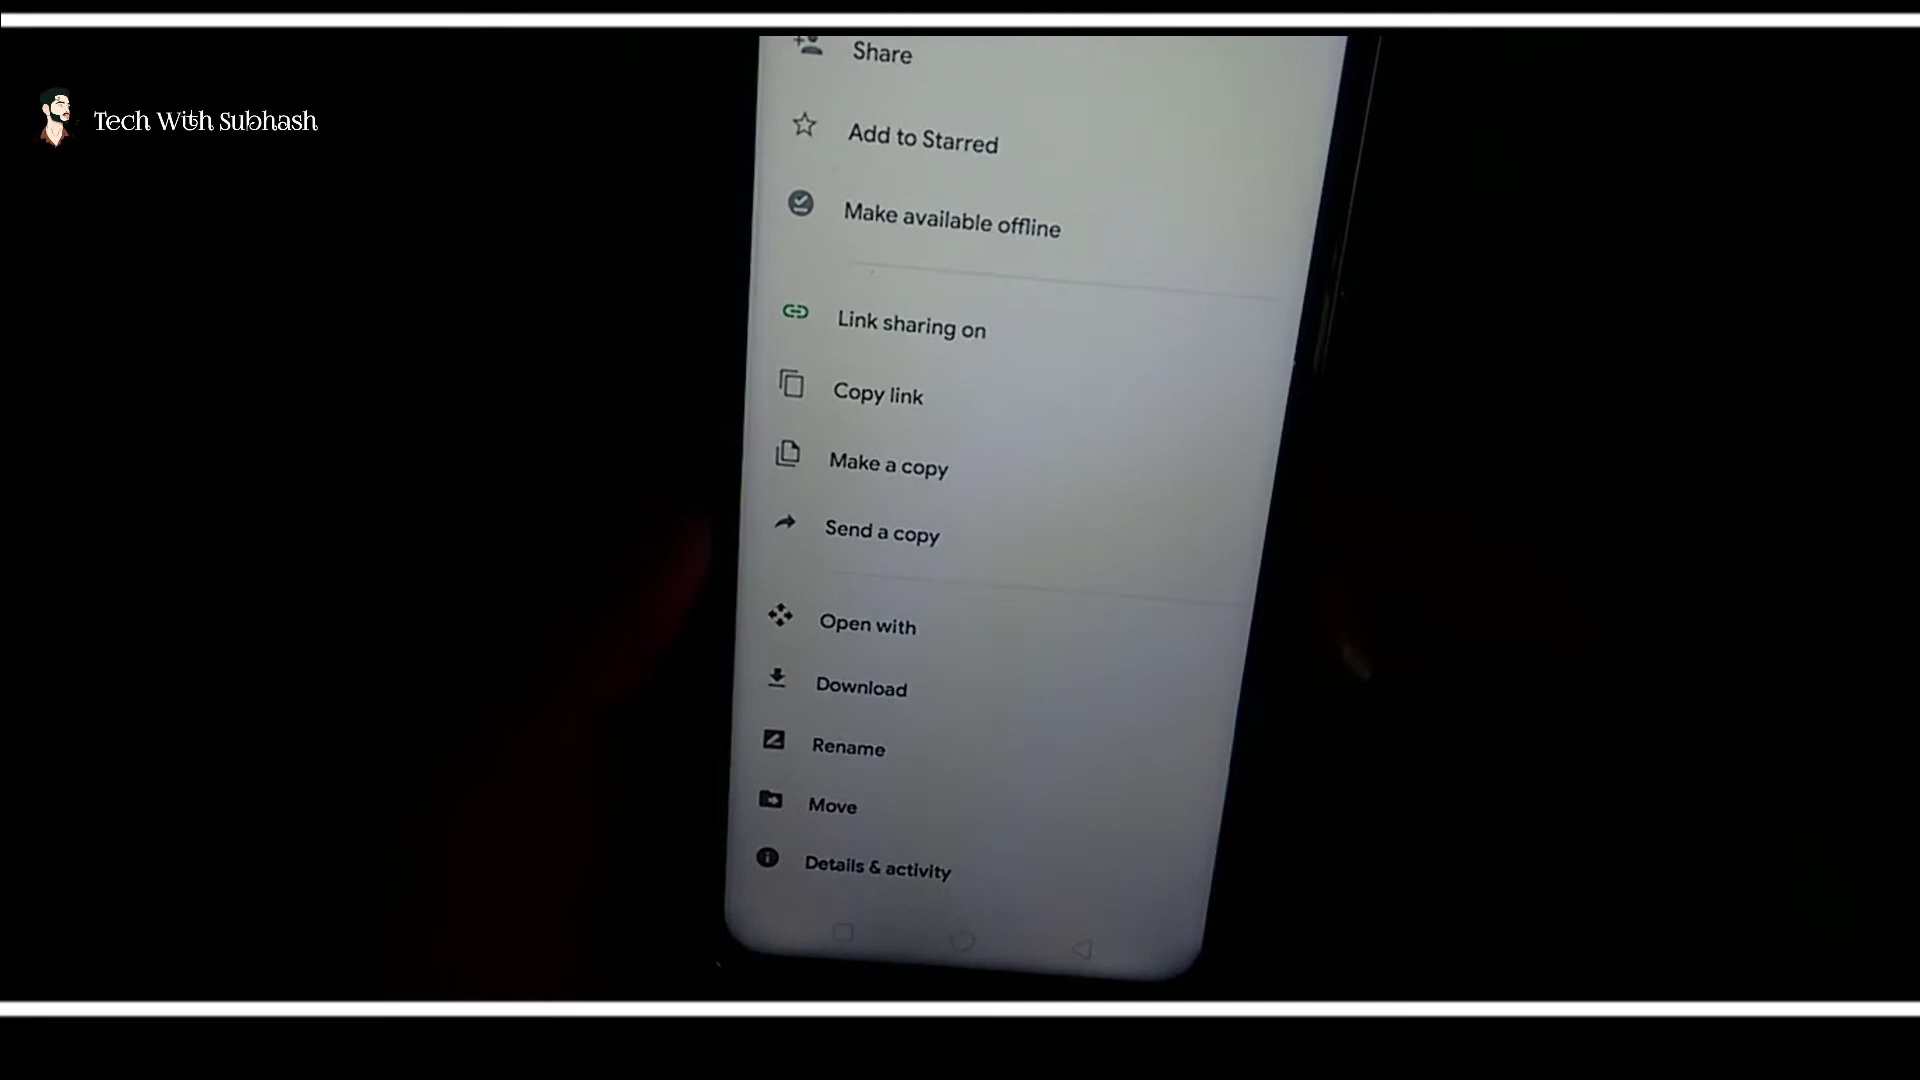 Share
Tech With Subhash
Add to Starred
Make available offline
Link sharing on
Copy link
Make a copy
Send a copy
Open with
Download
Rename
Move
Details & activity